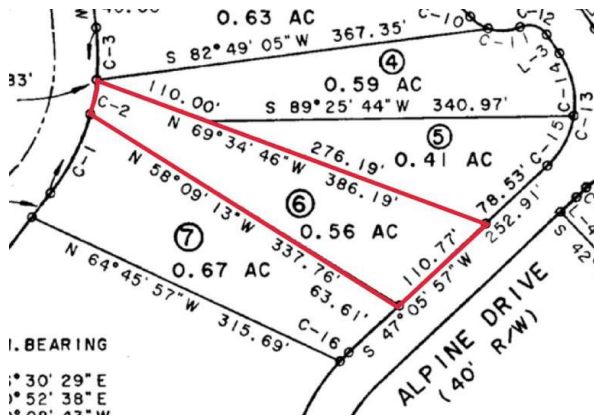 0.63 AC
C-10
C-12
C-11
L-3
C-3
S 82° 49' 05" W 367.35'
④
0.59 AC
C-14
83'
110.00'
S 89° 25' 44" W 340.97'
C-13
C-2
N 69° 34' 46" W
276.19'
386.19'
⑤
0.41 AC
C-15
C-1
N 58° 09' 13" W
337.76'
⑥
0.56 AC
78.53'
252.91'
110.77'
S 47° 05' 57" W
⑦
0.67 AC
63.61'
N 64° 45' 57" W
315.69'
C-16
S 42°
ALPINE DRIVE
(40' R/W)
BEARING
° 30' 29" E
° 52' 38" E